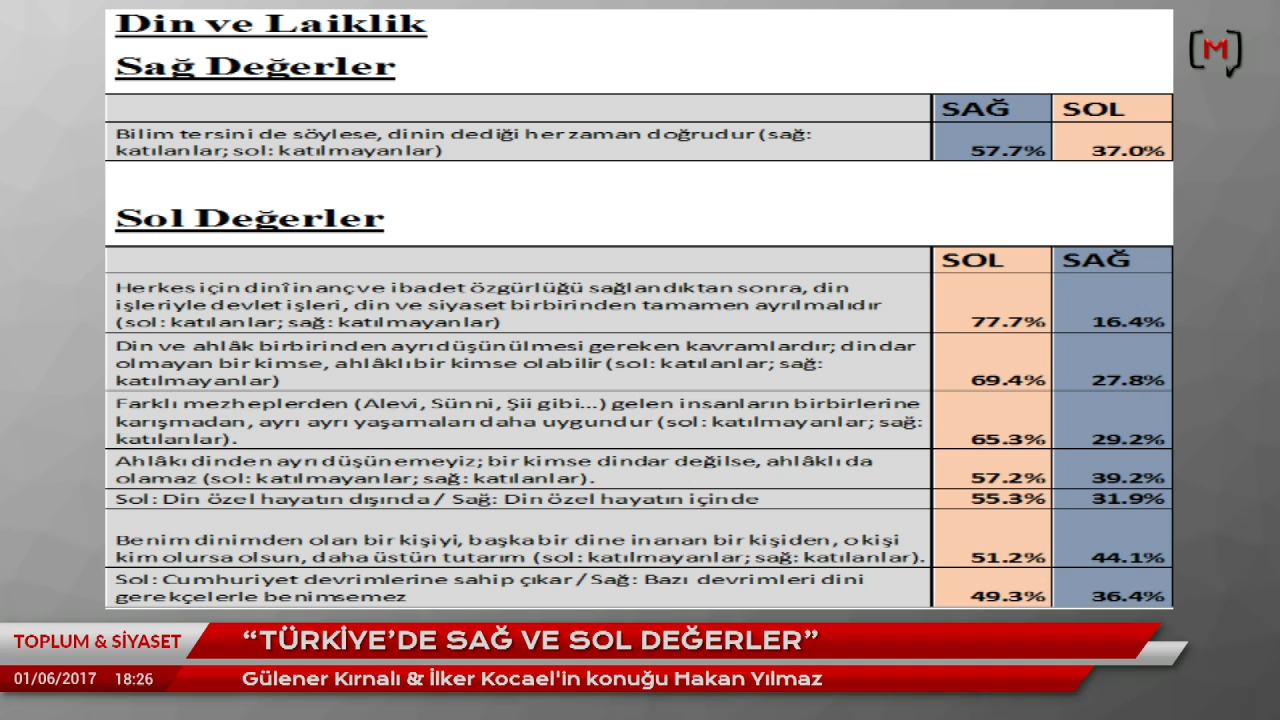 Din ve Laiklik
Sağ Değerler
[M]
SAĞ SOL
Bilim tersini de söylese, dinin dediği her zaman doğrudur (sağ:
katılanlar; sol: katılmayanlar) 57.7% 37.0%
Sol Değerler
SOL SAĞ
Herkes için dinî inanç ve ibadet özgürlüğü sağlandıktan sonra, din
işleriyle devlet işleri, din ve siyaset birbirinden tamamen ayrılmalıdır
(sol: katılanlar; sağ: katılmayanlar) 77.7% 16.4%
Din ve ahlâk birbirinden ayrı düşünülmesi gereken kavramlardır; dindar
olmayan bir kimse, ahlâklı bir kimse olabilir (sol: katılanlar; sağ:
katılmayanlar) 69.4% 27.8%
Farklı mezheplerden (Alevi, Sünni, Şii gibi...) gelen insanların birbirlerine
karışmadan, ayrı ayrı yaşamaları daha uygundur (sol: katılmayanlar; sağ:
katılanlar). 65.3% 29.2%
Ahlâkı dinden ayrı düşünemeyiz; bir kimse dindar değilse, ahlâklı da
olamaz (sol: katılmayanlar; sağ: katılanlar). 57.2% 39.2%
Sol: Din özel hayatın dışında / Sağ: Din özel hayatın içinde 55.3% 31.9%
Benim dinimden olan bir kişiyi, başka bir dine inanan bir kişiden, o kişi
kim olursa olsun, daha üstün tutarım (sol: katılmayanlar; sağ: katılanlar). 51.2% 44.1%
Sol: Cumhuriyet devrimlerine sahip çıkar / Sağ: Bazı devrimleri dini
gerekçelerle benimsemez 49.3% 36.4%
TOPLUM & SİYASET "TÜRKİYE'DE SAĞ VE SOL DEĞERLER"
01/06/2017 18:26 Gülener Kırnalı & İlker Kocael'in konuğu Hakan Yılmaz